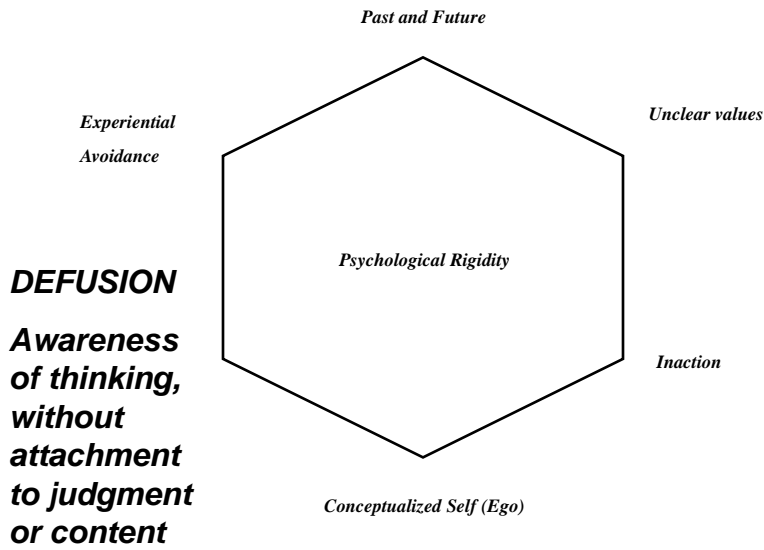 Past and Future
Unclear values
Experiential
Avoidance
Psychological Rigidity
DEFUSION
Awareness
of thinking,
without
attachment
to judgment
or content
Inaction
Conceptualized Self (Ego)